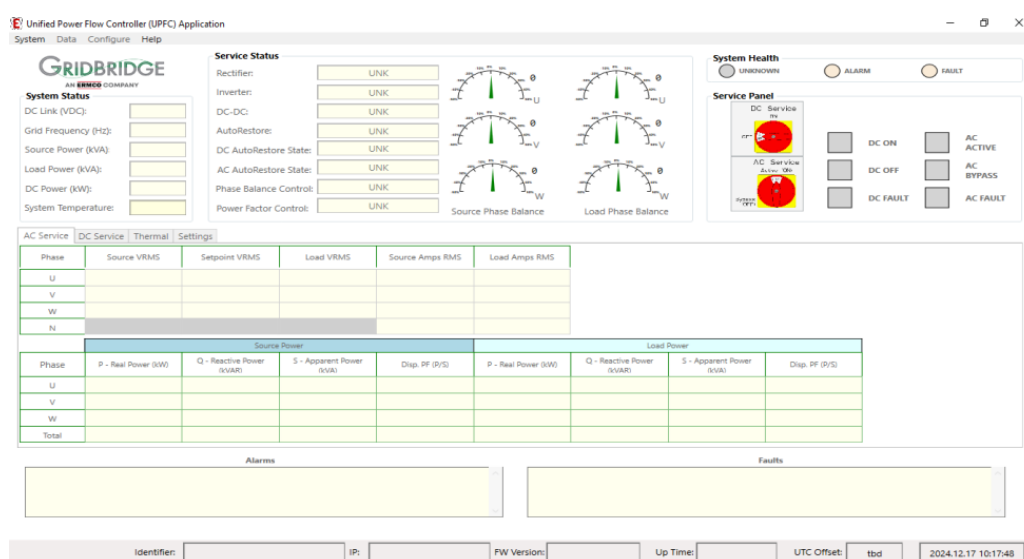 Unified Power Flow Controller (UPFC) Application
System Data Configure Help
GRIDBRIDGE
AN ERMCO COMPANY
System Status
DC Link (VDC):
Grid Frequency (Hz):
Source Power (kVA):
Load Power (kVA):
DC Power (kW):
System Temperature:
Service Status
Rectifier: UNK
Inverter: UNK
DC-DC: UNK
AutoRestore: UNK
DC AutoRestore State: UNK
AC AutoRestore State: UNK
Phase Balance Control: UNK
Power Factor Control: UNK
0
U
0
V
0
W
Source Phase Balance
0
U
0
V
0
W
Load Phase Balance
System Health
UNKNOWN ALARM FAULT
Service Panel
DC Service
ON
OFF
AC Service
Active ON
Bypass
OFF
DC ON
AC ACTIVE
DC OFF
AC BYPASS
DC FAULT
AC FAULT
AC Service DC Service Thermal Settings
Phase Source VRMS Setpoint VRMS Load VRMS Source Amps RMS Load Amps RMS
U
V
W
N
Source Power Load Power
Phase P - Real Power (kW) Q - Reactive Power (kVAR) S - Apparent Power (kVA) Disp. PF (P/S) P - Real Power (kW) Q - Reactive Power (kVAR) S - Apparent Power (kVA) Disp. PF (P/S)
U
V
W
Total
Alarms
Faults
Identifier: IP: FW Version: Up Time: UTC Offset: tbd 2024.12.17 10:17:48